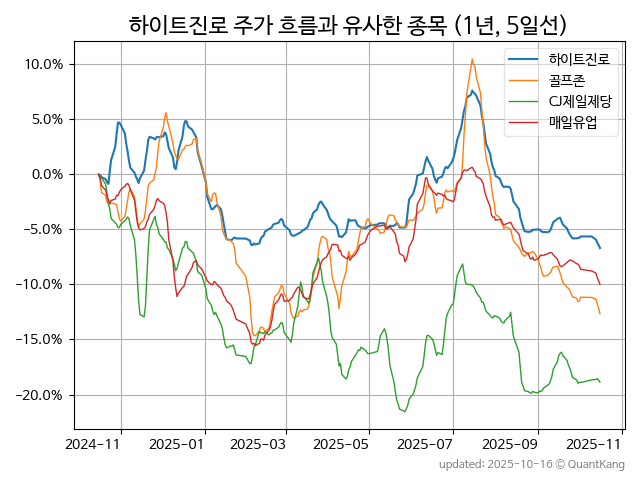 하이트진로 주가 흐름과 유사한 종목 (1년, 5일선)
하이트진로
골프존
CJ제일제당
매일유업
10.0%
5.0%
0.0%
-5.0%
-10.0%
-15.0%
-20.0%
2024-11 2025-01 2025-03 2025-05 2025-07 2025-09 2025-11
updated: 2025-10-16 © QuantKang